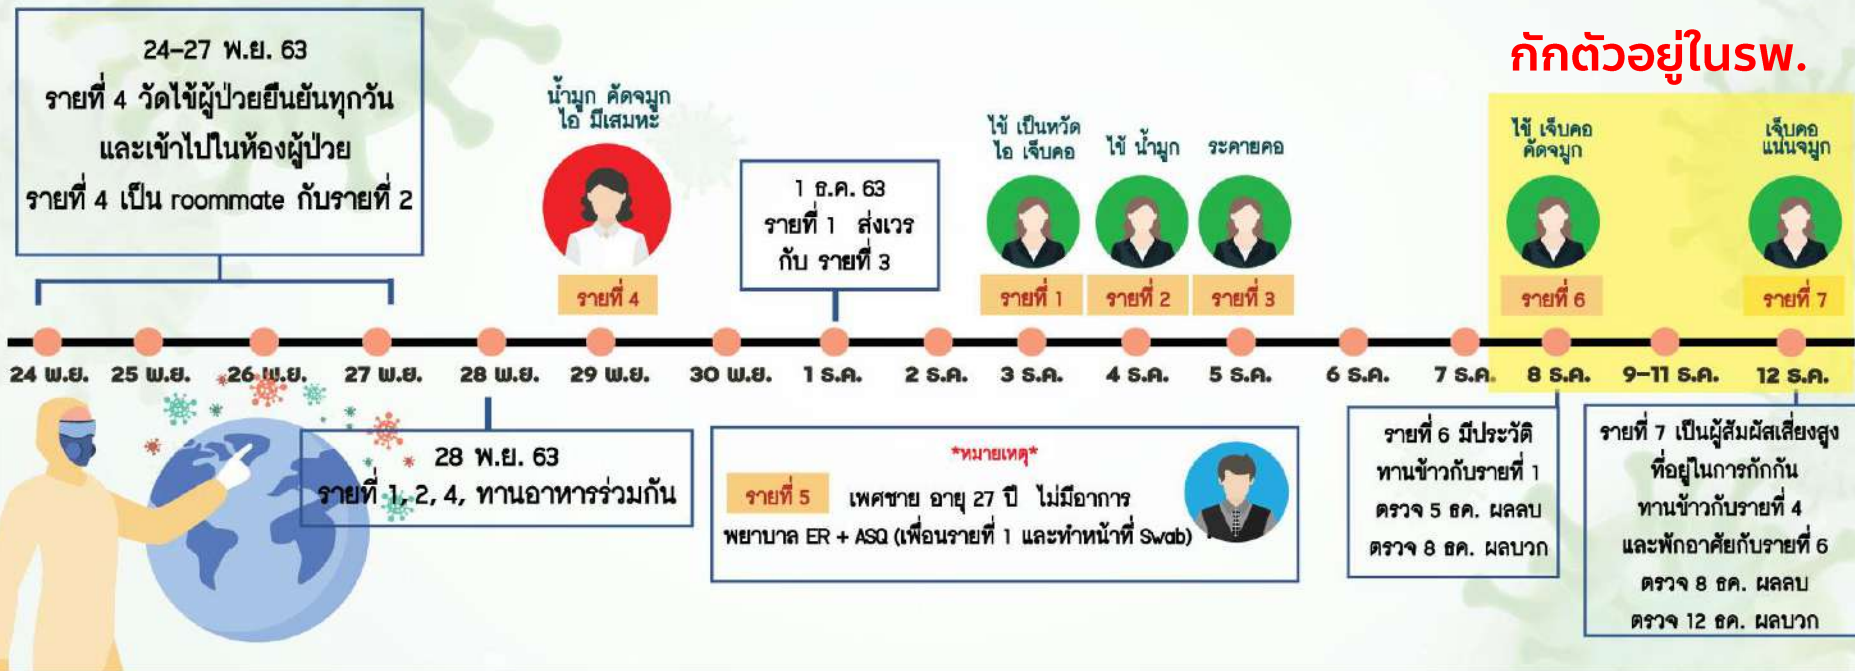 24-27 พ.ย. 63
รายที่ 4 วัดไข้ผู้ป่วยยืนยันทุกวัน
และเข้าไปในห้องผู้ป่วย
รายที่ 4 เป็น roommate กับรายที่ 2
น้ำมูก คัดจมูก
ไอ มีเสมหะ
รายที่ 4
1 ธ.ค. 63
รายที่ 1 ส่งเวร
กับ รายที่ 3
ไข้ เป็นหวัด
ไอ เจ็บคอ
รายที่ 1
ไข้ น้ำมูก
รายที่ 2
ระคายคอ
รายที่ 3
กักตัวอยู่ในรพ.
ไข้ เจ็บคอ
คัดจมูก
รายที่ 6
เจ็บคอ
แน่นจมูก
รายที่ 7
24 พ.ย. 25 พ.ย. 26 พ.ย. 27 พ.ย. 28 พ.ย. 29 พ.ย. 30 พ.ย. 1 ธ.ค. 2 ธ.ค. 3 ธ.ค. 4 ธ.ค. 5 ธ.ค. 6 ธ.ค. 7 ธ.ค. 8 ธ.ค. 9-11 ธ.ค. 12 ธ.ค.
28 พ.ย. 63
รายที่ 1, 2, 4, ทานอาหารร่วมกัน
*หมายเหตุ*
รายที่ 5 เพศชาย อายุ 27 ปี ไม่มีอาการ
พยาบาล ER + ASQ (เพื่อนรายที่ 1 และทำหน้าที่ Swab)
รายที่ 6 มีประวัติ
ทานข้าวกับรายที่ 1
ตรวจ 5 ธค. ผลลบ
ตรวจ 8 ธค. ผลบวก
รายที่ 7 เป็นผู้สัมผัสเสี่ยงสูง
ที่อยู่ในการกักกัน
ทานข้าวกับรายที่ 4
และพักอาศัยกับรายที่ 6
ตรวจ 8 ธค. ผลลบ
ตรวจ 12 ธค. ผลบวก